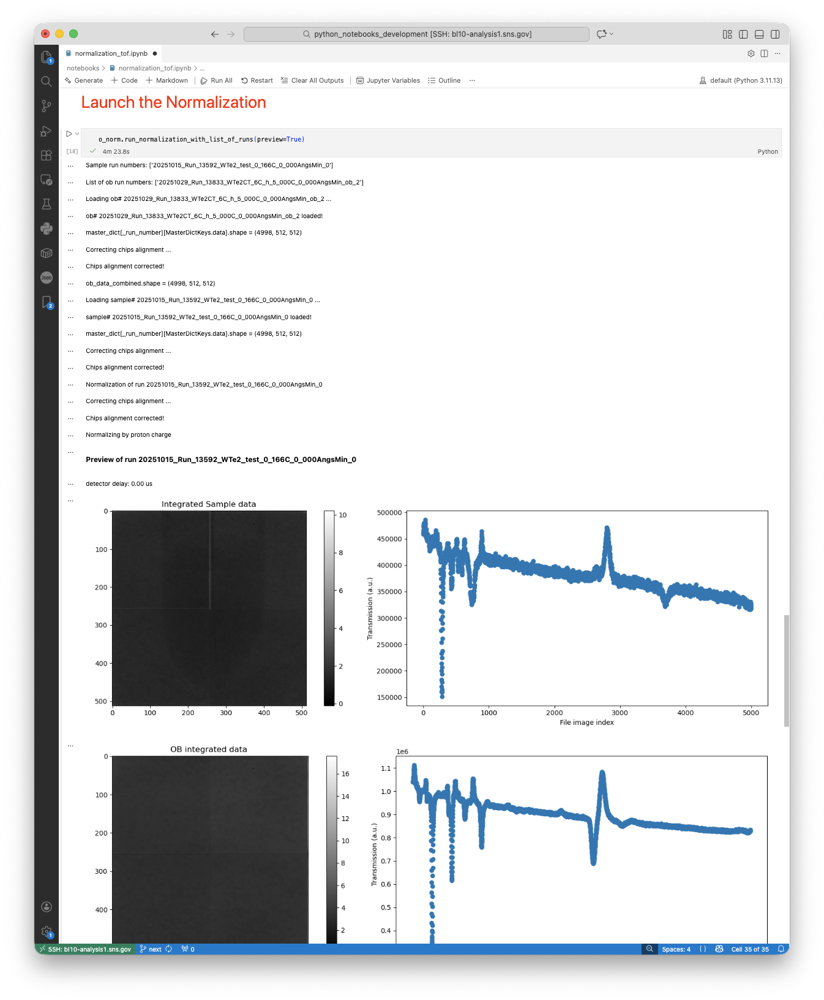 python_notebooks_development [SSH: bl10-analysis1.sns.gov]
1
normalization_tof.ipynb
notebooks > normalization_tof.ipynb > ...
Generate + Code + Markdown Run All Restart Clear All Outputs Jupyter Variables Outline ... default (Python 3.11.13)
Launch the Normalization
o_norm.run_normalization_with_list_of_runs(preview=True)
[18] 4m 23.8s Python
Sample run numbers: ['20251015_Run_13592_WTe2_test_0_166C_0_000AngsMin_0']
List of ob run numbers: ['20251029_Run_13833_WTe2CT_6C_h_5_000C_0_000AngsMin_ob_2']
Loading ob# 20251029_Run_13833_WTe2CT_6C_h_5_000C_0_000AngsMin_ob_2 ...
ob# 20251029_Run_13833_WTe2CT_6C_h_5_000C_0_000AngsMin_ob_2 loaded!
master_dict[_run_number][MasterDictKeys.data].shape = (4998, 512, 512)
Correcting chips alignment ...
Chips alignment corrected!
Json
ob_data_combined.shape = (4998, 512, 512)
Loading sample# 20251015_Run_13592_WTe2_test_0_166C_0_000AngsMin_0 ...
2
sample# 20251015_Run_13592_WTe2_test_0_166C_0_000AngsMin_0 loaded!
master_dict[_run_number][MasterDictKeys.data].shape = (4998, 512, 512)
Correcting chips alignment ...
Chips alignment corrected!
Normalization of run 20251015_Run_13592_WTe2_test_0_166C_0_000AngsMin_0
Correcting chips alignment ...
Chips alignment corrected!
Normalizing by proton charge
Preview of run 20251015_Run_13592_WTe2_test_0_166C_0_000AngsMin_0
detector delay: 0.00 us
Integrated Sample data
0
100
200
300
400
500
0 100 200 300 400 500
10
8
6
4
2
0
500000
450000
400000
350000
300000
250000
200000
150000
Transmission (a.u.)
0 1000 2000 3000 4000 5000
File image index
OB integrated data
0
100
200
300
400
16
14
12
10
8
6
4
2
1e6
1.1
1.0
0.9
0.8
0.7
0.6
0.5
0.4
Transmission (a.u.)
1
SSH: bl10-analysis1.sns.gov next 0 Spaces: 4 { } Cell 35 of 35